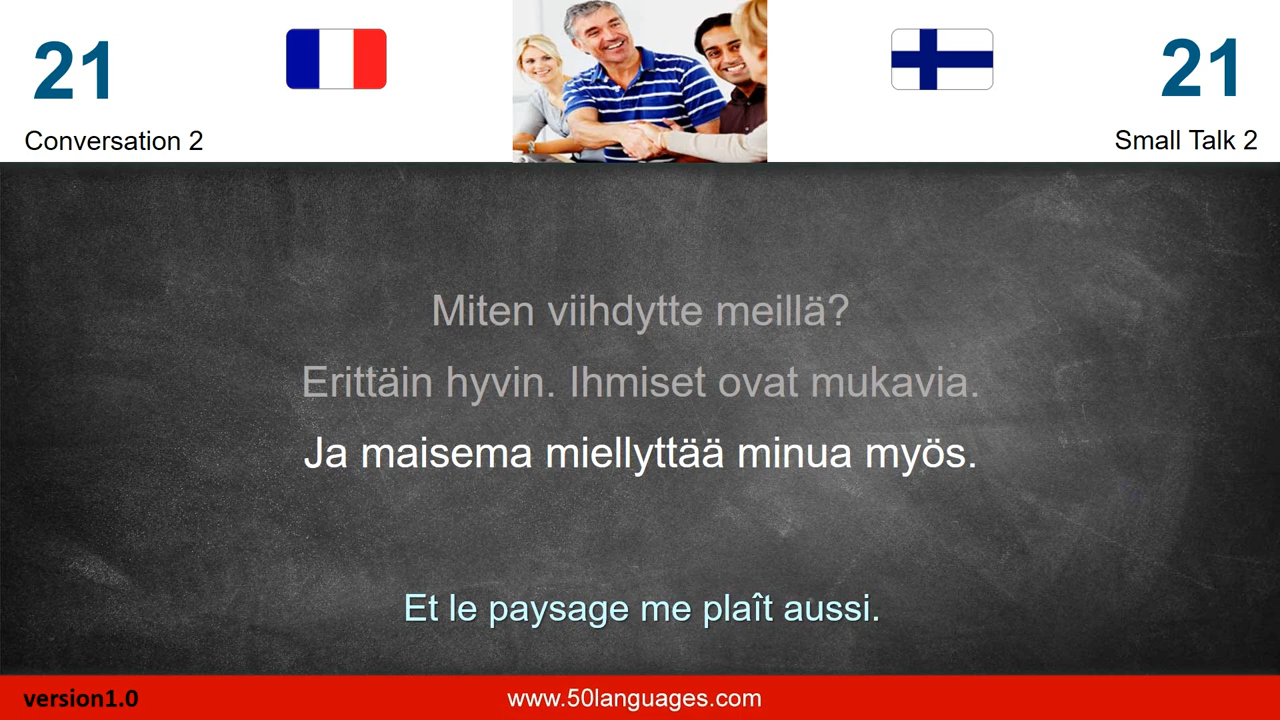 21
21
Conversation 2
Small Talk 2
Miten viihdytte meillä?
Erittäin hyvin. Ihmiset ovat mukavia.
Ja maisema miellyttää minua myös.
Et le paysage me plaît aussi.
version1.0
www.50languages.com